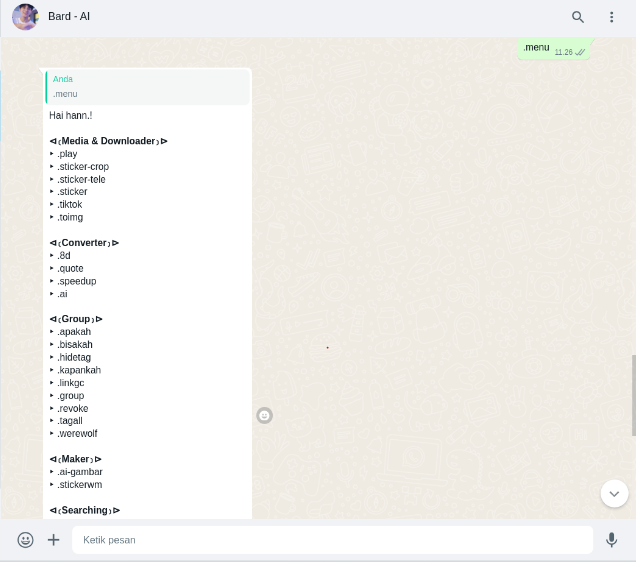 Bard - AI
.menu 11.26
Anda
.menu
Hai hann.!
⊲₍Media & Downloader₎⊳
‣ .play
‣ .sticker-crop
‣ .sticker-tele
‣ .sticker
‣ .tiktok
‣ .toimg
⊲₍Converter₎⊳
‣ .8d
‣ .quote
‣ .speedup
‣ .ai
⊲₍Group₎⊳
‣ .apakah
‣ .bisakah
‣ .hidetag
‣ .kapankah
‣ .linkgc
‣ .group
‣ .revoke
‣ .tagall
‣ .werewolf
⊲₍Maker₎⊳
‣ .ai-gambar
‣ .stickerwm
⊲₍Searching₎⊳
Ketik pesan